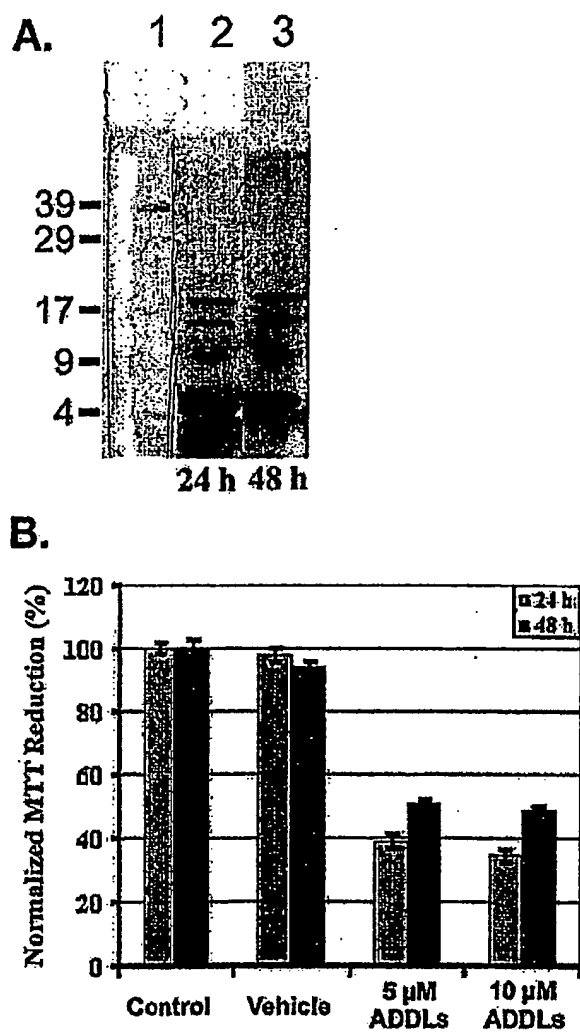 A.
1 2 3
39
29
17
9
4
24 h 48 h
B.
Normalized MTT Reduction (%)
120
100
80
60
40
20
0
24 h
48 h
Control Vehicle 5 µM ADDLs 10 µM ADDLs